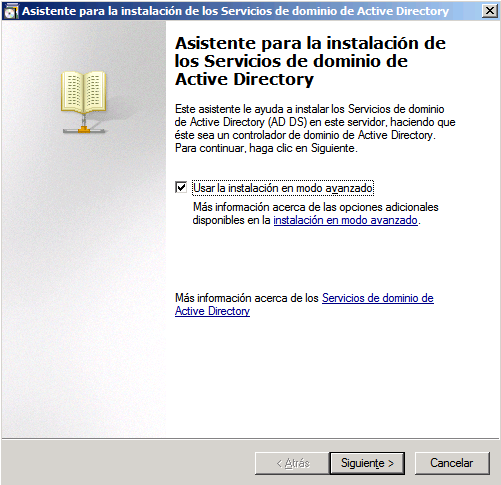 Asistente para la instalación de los Servicios de dominio de Active Directory
Asistente para la instalación de
los Servicios de dominio de
Active Directory
Este asistente le ayuda a instalar los Servicios de dominio
de Active Directory (AD DS) en este servidor, haciendo que
éste sea un controlador de dominio de Active Directory.
Para continuar, haga clic en Siguiente.
Usar la instalación en modo avanzado
Más información acerca de las opciones adicionales
disponibles en la instalación en modo avanzado.
Más información acerca de los Servicios de dominio de
Active Directory
< Atrás
Siguiente >
Cancelar